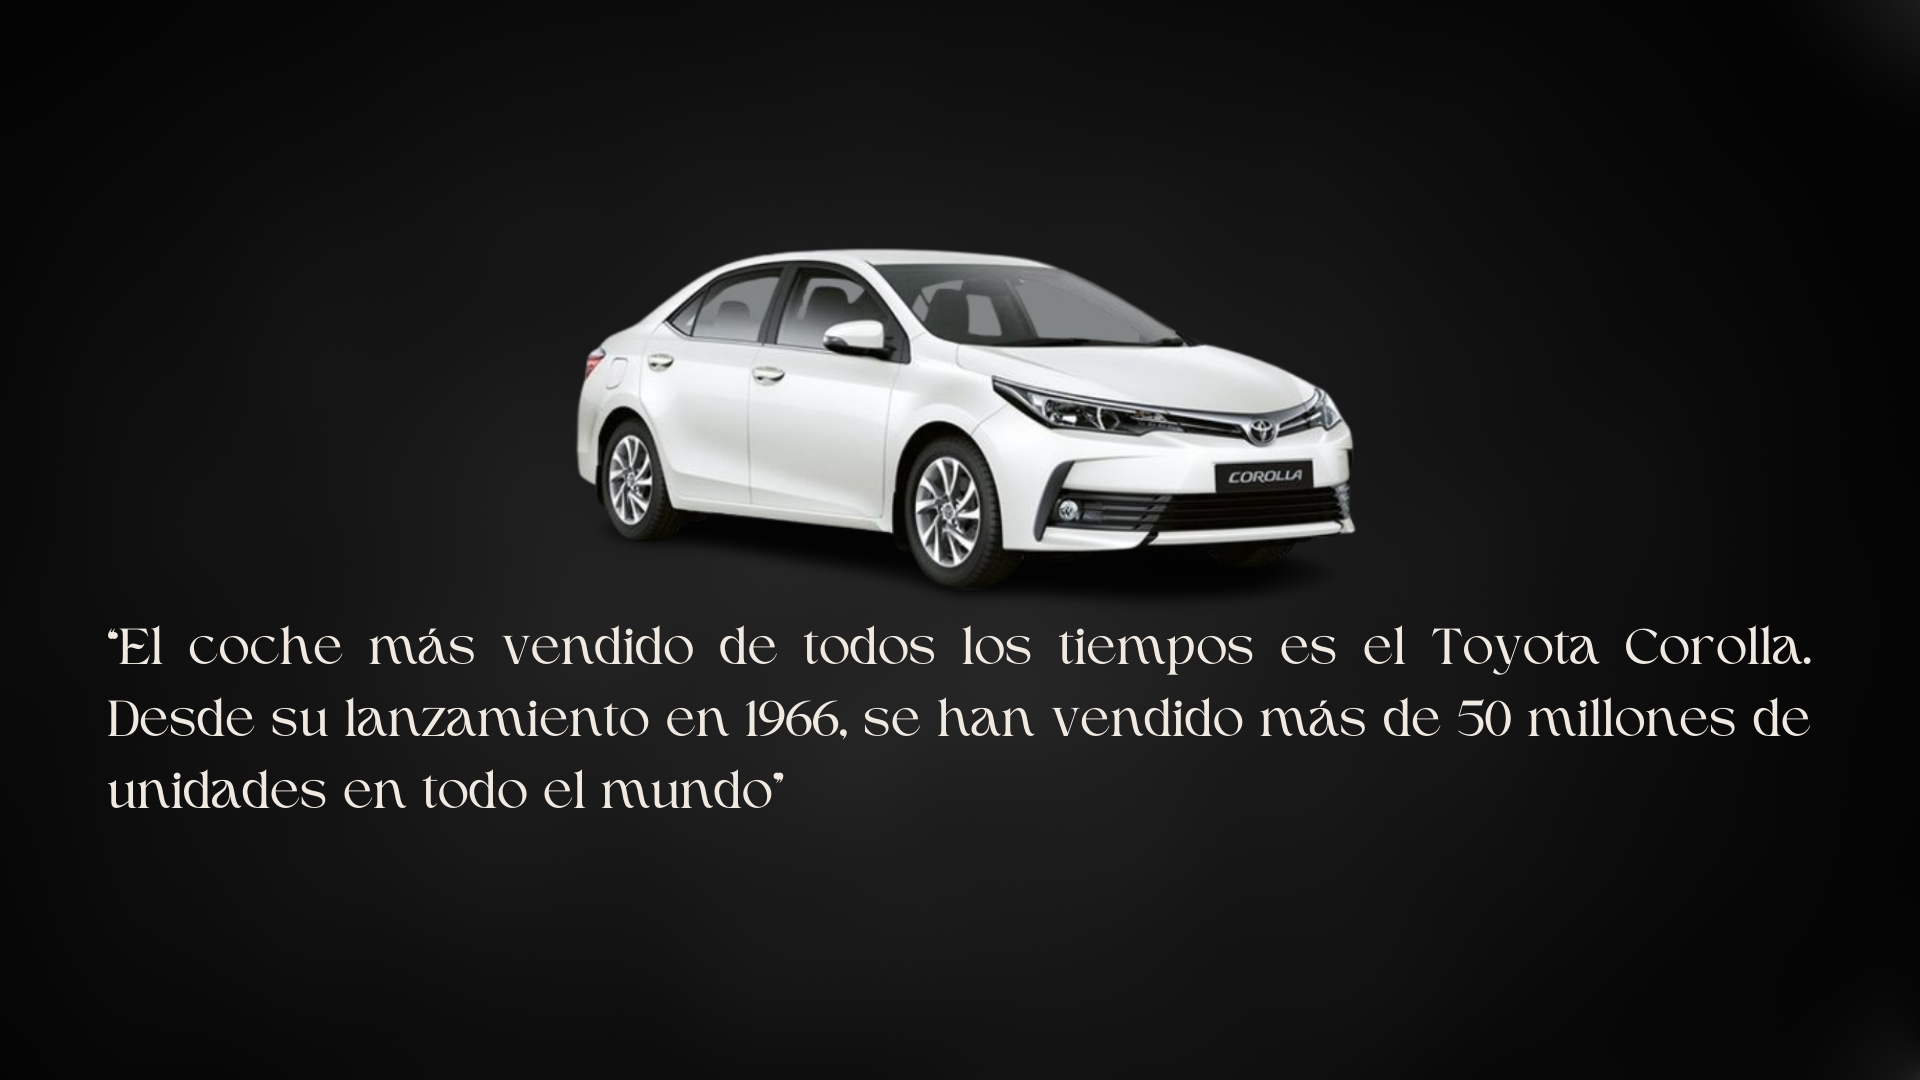 COROLLA
“El coche más vendido de todos los tiempos es el Toyota Corolla.
Desde su lanzamiento en 1966, se han vendido más de 50 millones de
unidades en todo el mundo”